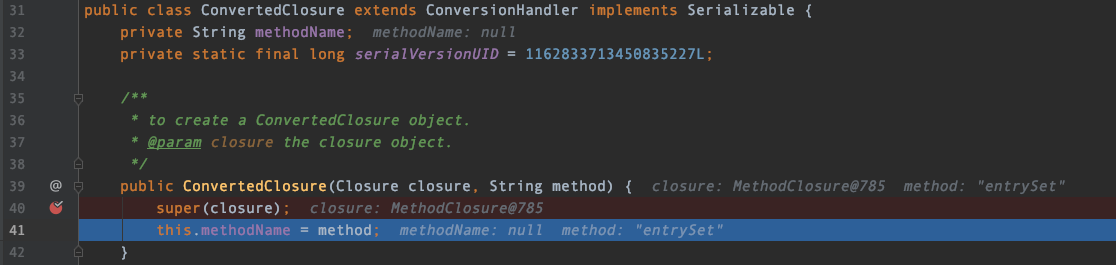 31 public class ConvertedClosure extends ConversionHandler implements Serializable {
32 private String methodName; methodName: null
33 private static final long serialVersionUID = 1162833713450835227L;
34
35 /**
36 * to create a ConvertedClosure object.
37 * @param closure the closure object.
38 */
39 @ public ConvertedClosure(Closure closure, String method) { closure: MethodClosure@785 method: "entrySet"
40 super(closure); closure: MethodClosure@785
41 this.methodName = method; methodName: null method: "entrySet"
42 }